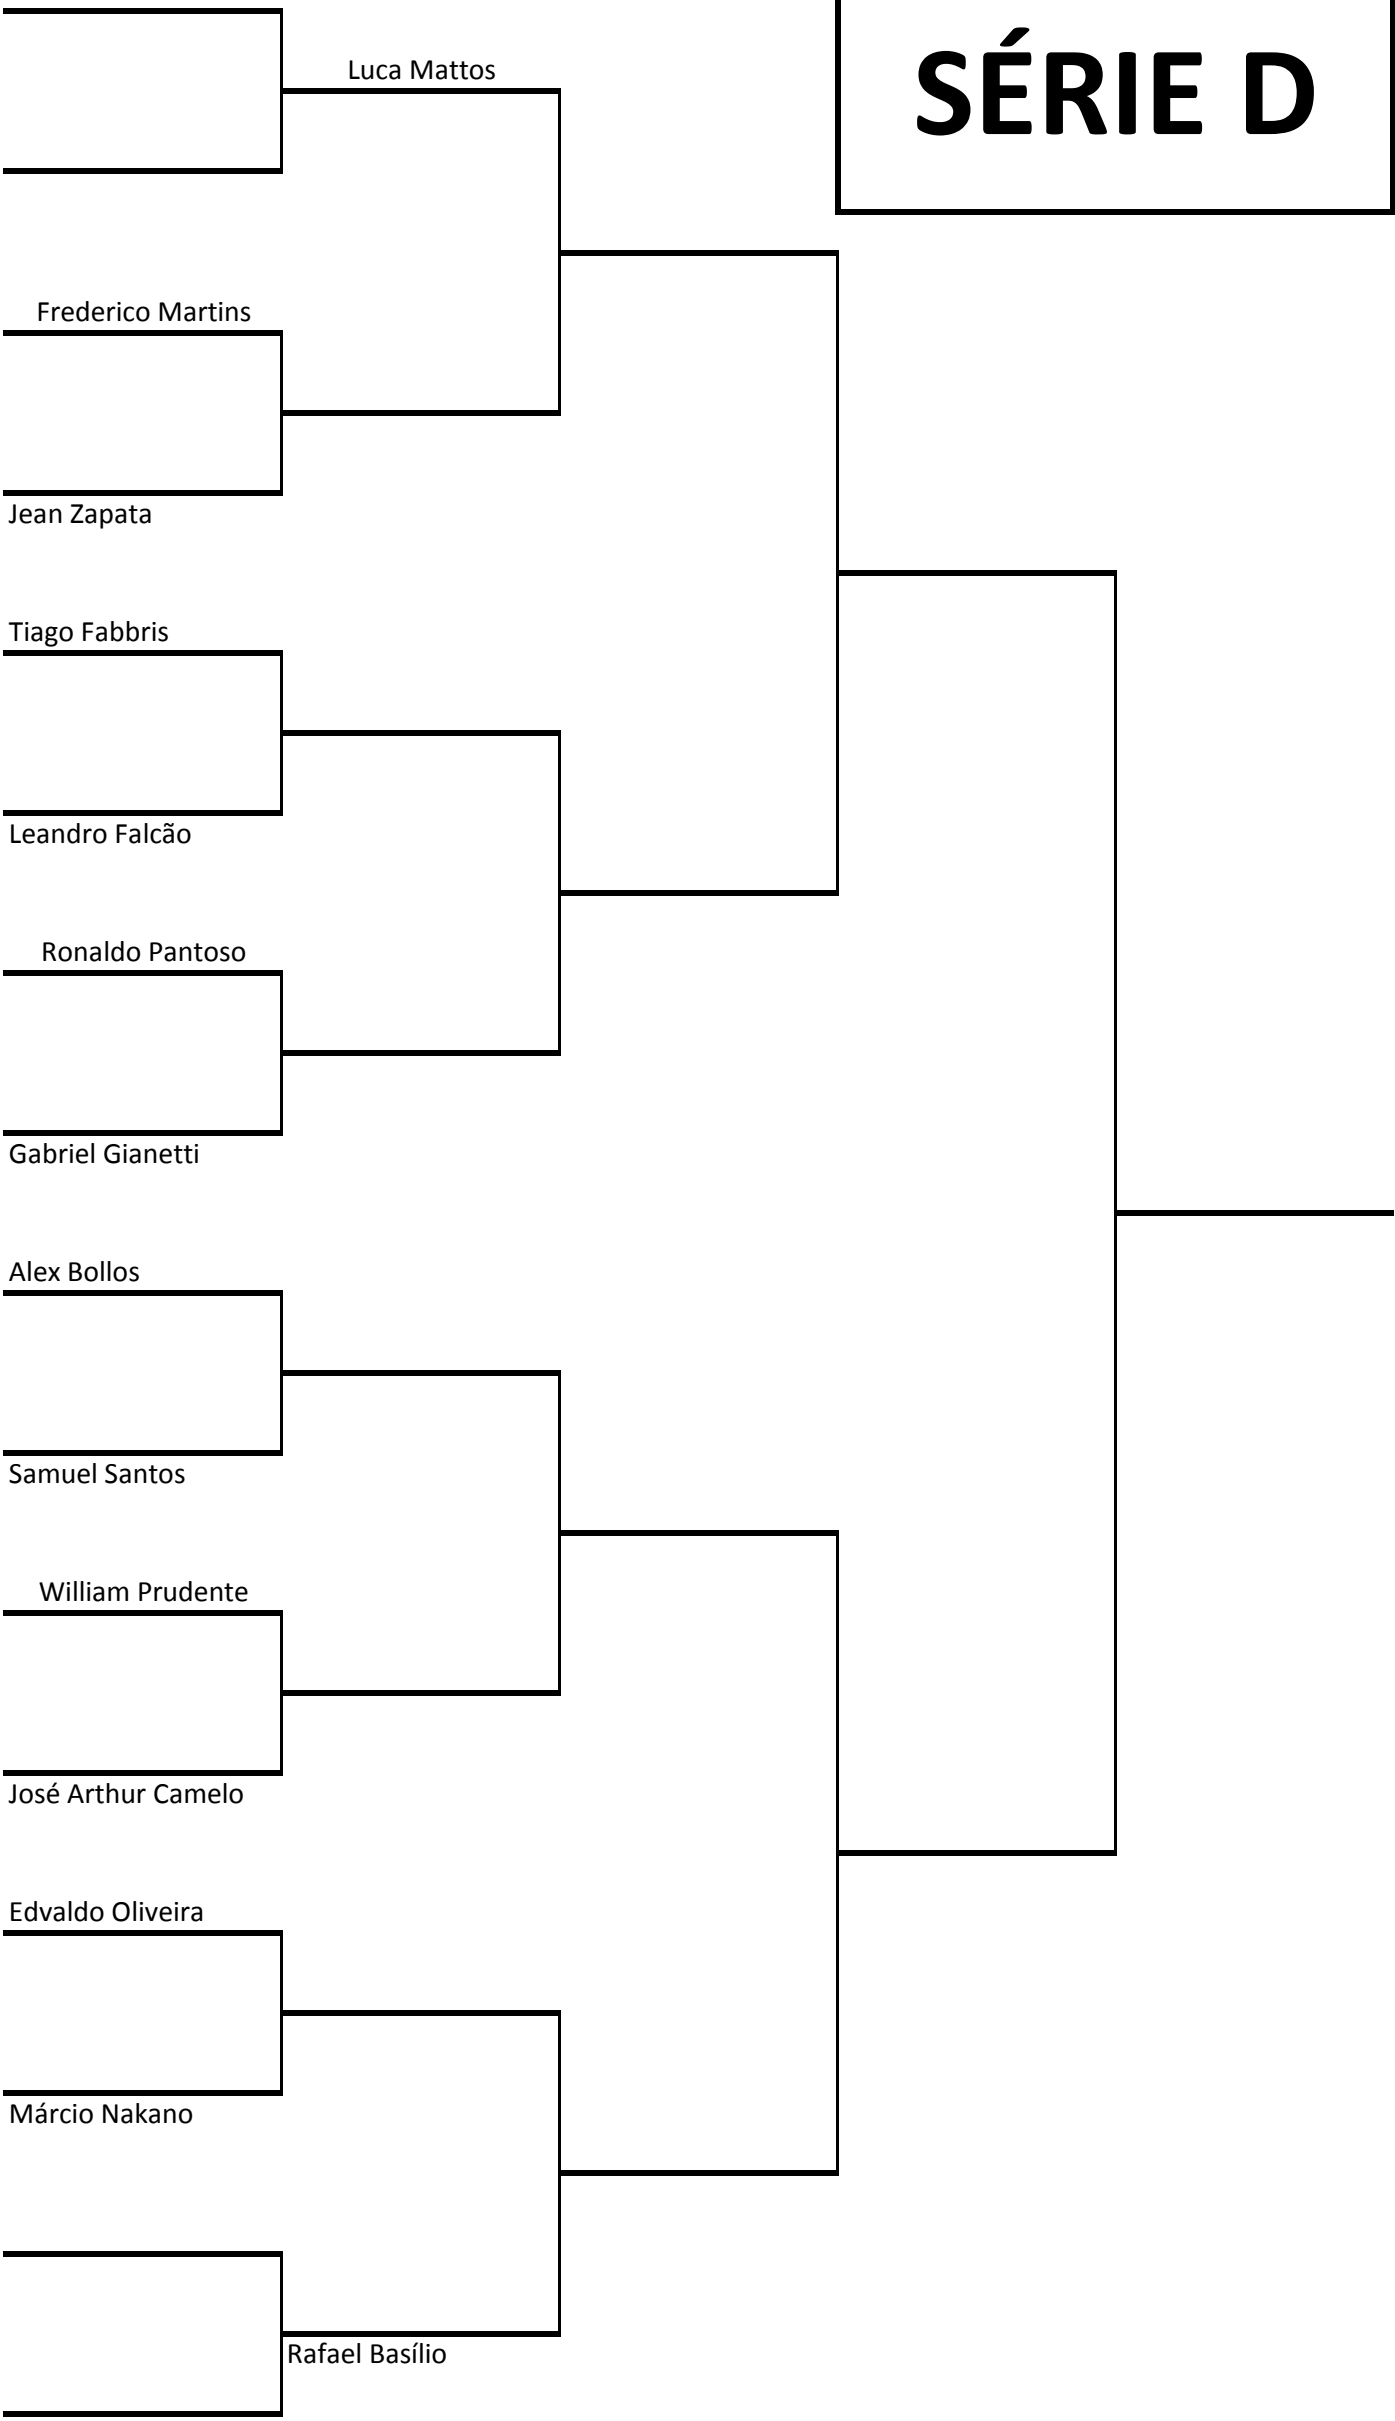 SÉRIE D
Luca Mattos
Frederico Martins
Jean Zapata
Tiago Fabbris
Leandro Falcão
Ronaldo Pantoso
Gabriel Gianetti
Alex Bollos
Samuel Santos
William Prudente
José Arthur Camelo
Edvaldo Oliveira
Márcio Nakano
Rafael Basílio